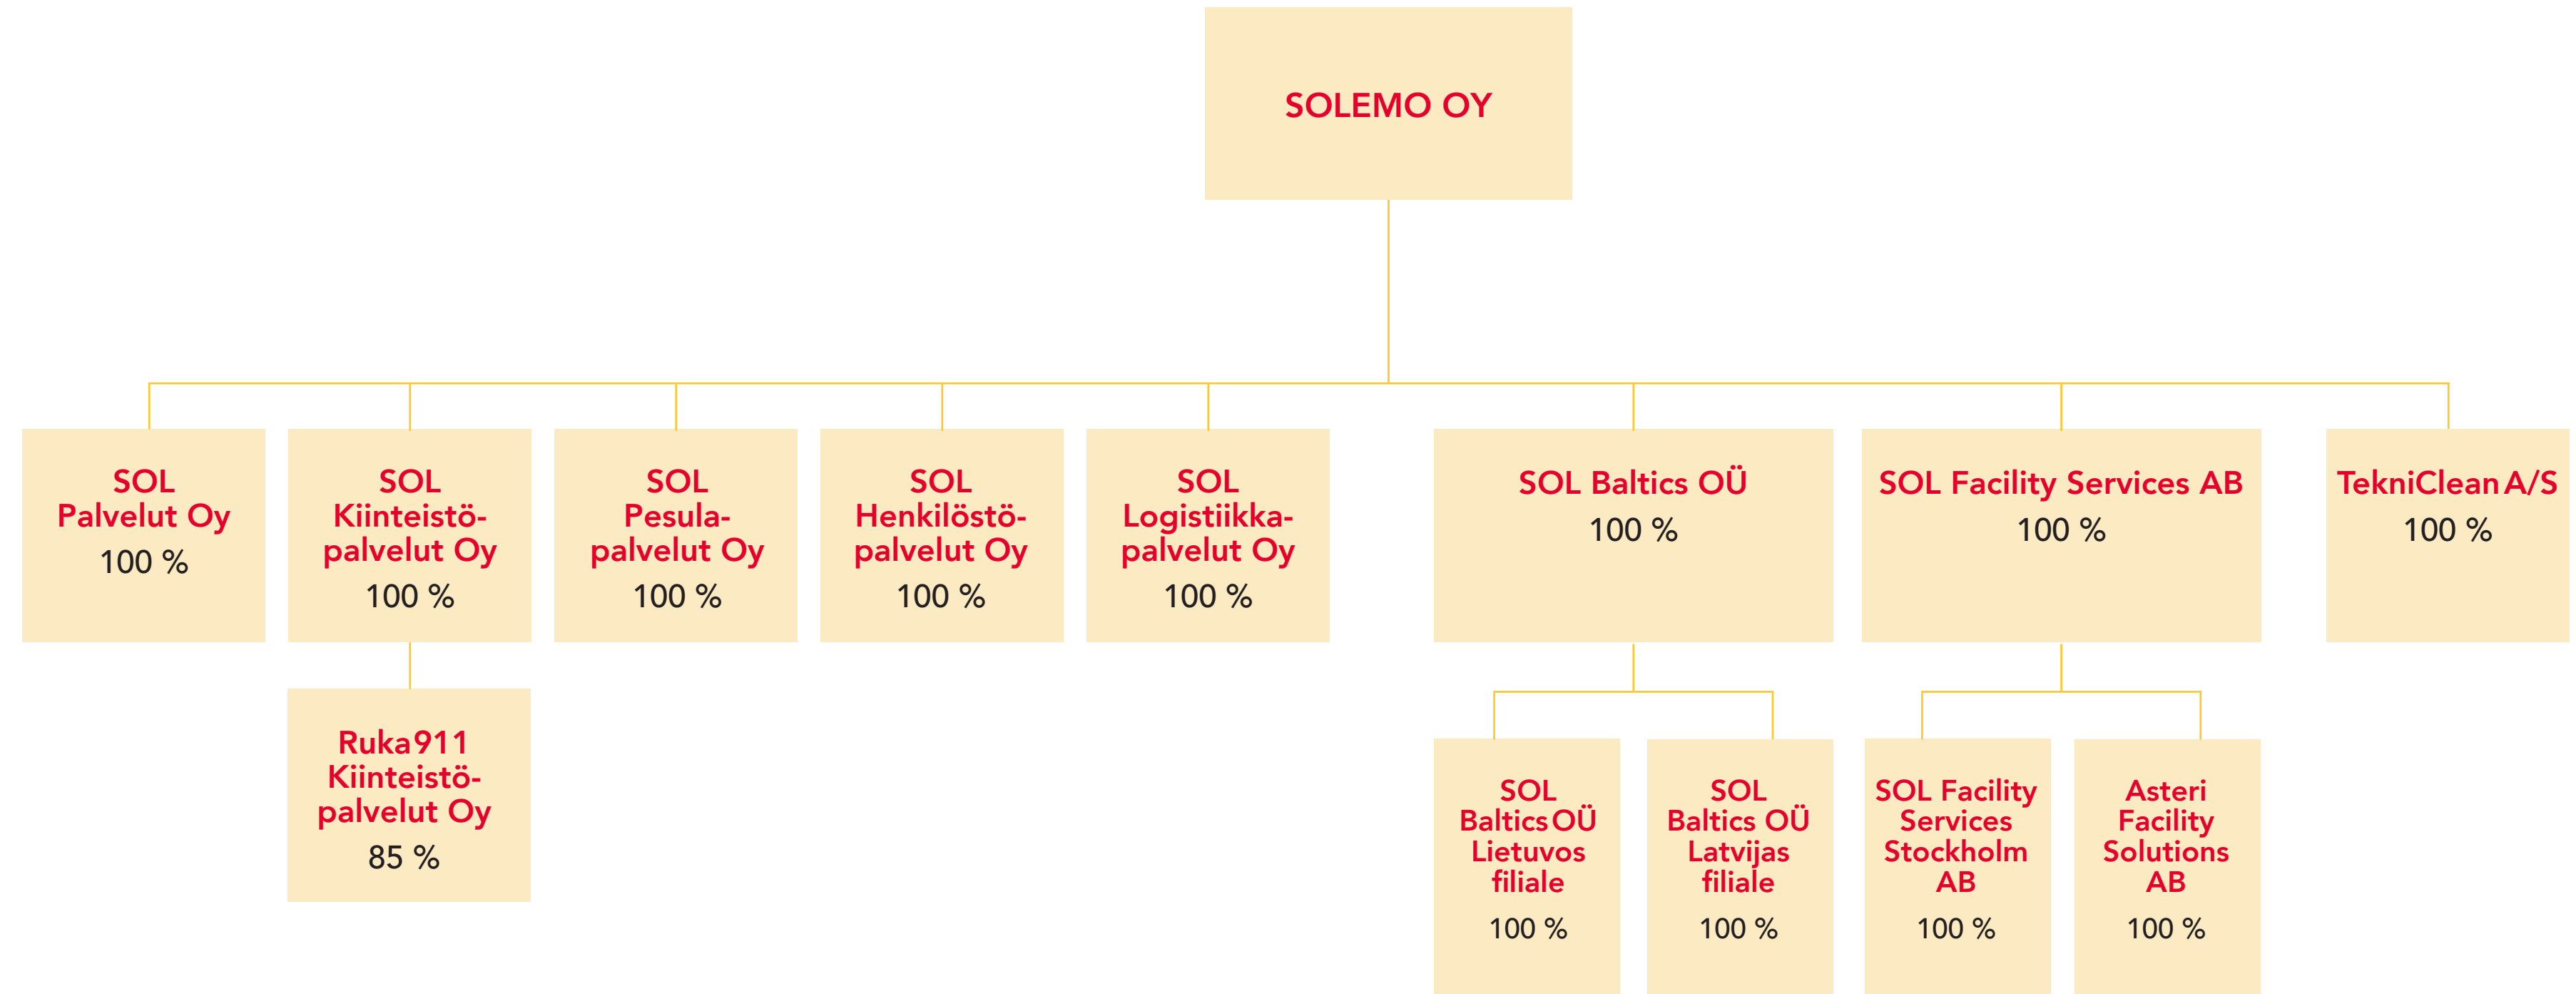 SOLEMO OY
SOL
Palvelut Oy
100 %
SOL
Kiinteistö-
palvelut Oy
100 %
SOL
Pesula-
palvelut Oy
100 %
SOL
Henkilöstö-
palvelut Oy
100 %
SOL
Logistiikka-
palvelut Oy
100 %
SOL Baltics OÜ
100 %
SOL Facility Services AB
100 %
TekniClean A/S
100 %
Ruka911
Kiinteistö-
palvelut Oy
85 %
SOL
Baltics OÜ
Lietuvos
filiale
100 %
SOL
Baltics OÜ
Latvijas
filiale
100 %
SOL Facility
Services
Stockholm
AB
100 %
Asteri
Facility
Solutions
AB
100 %